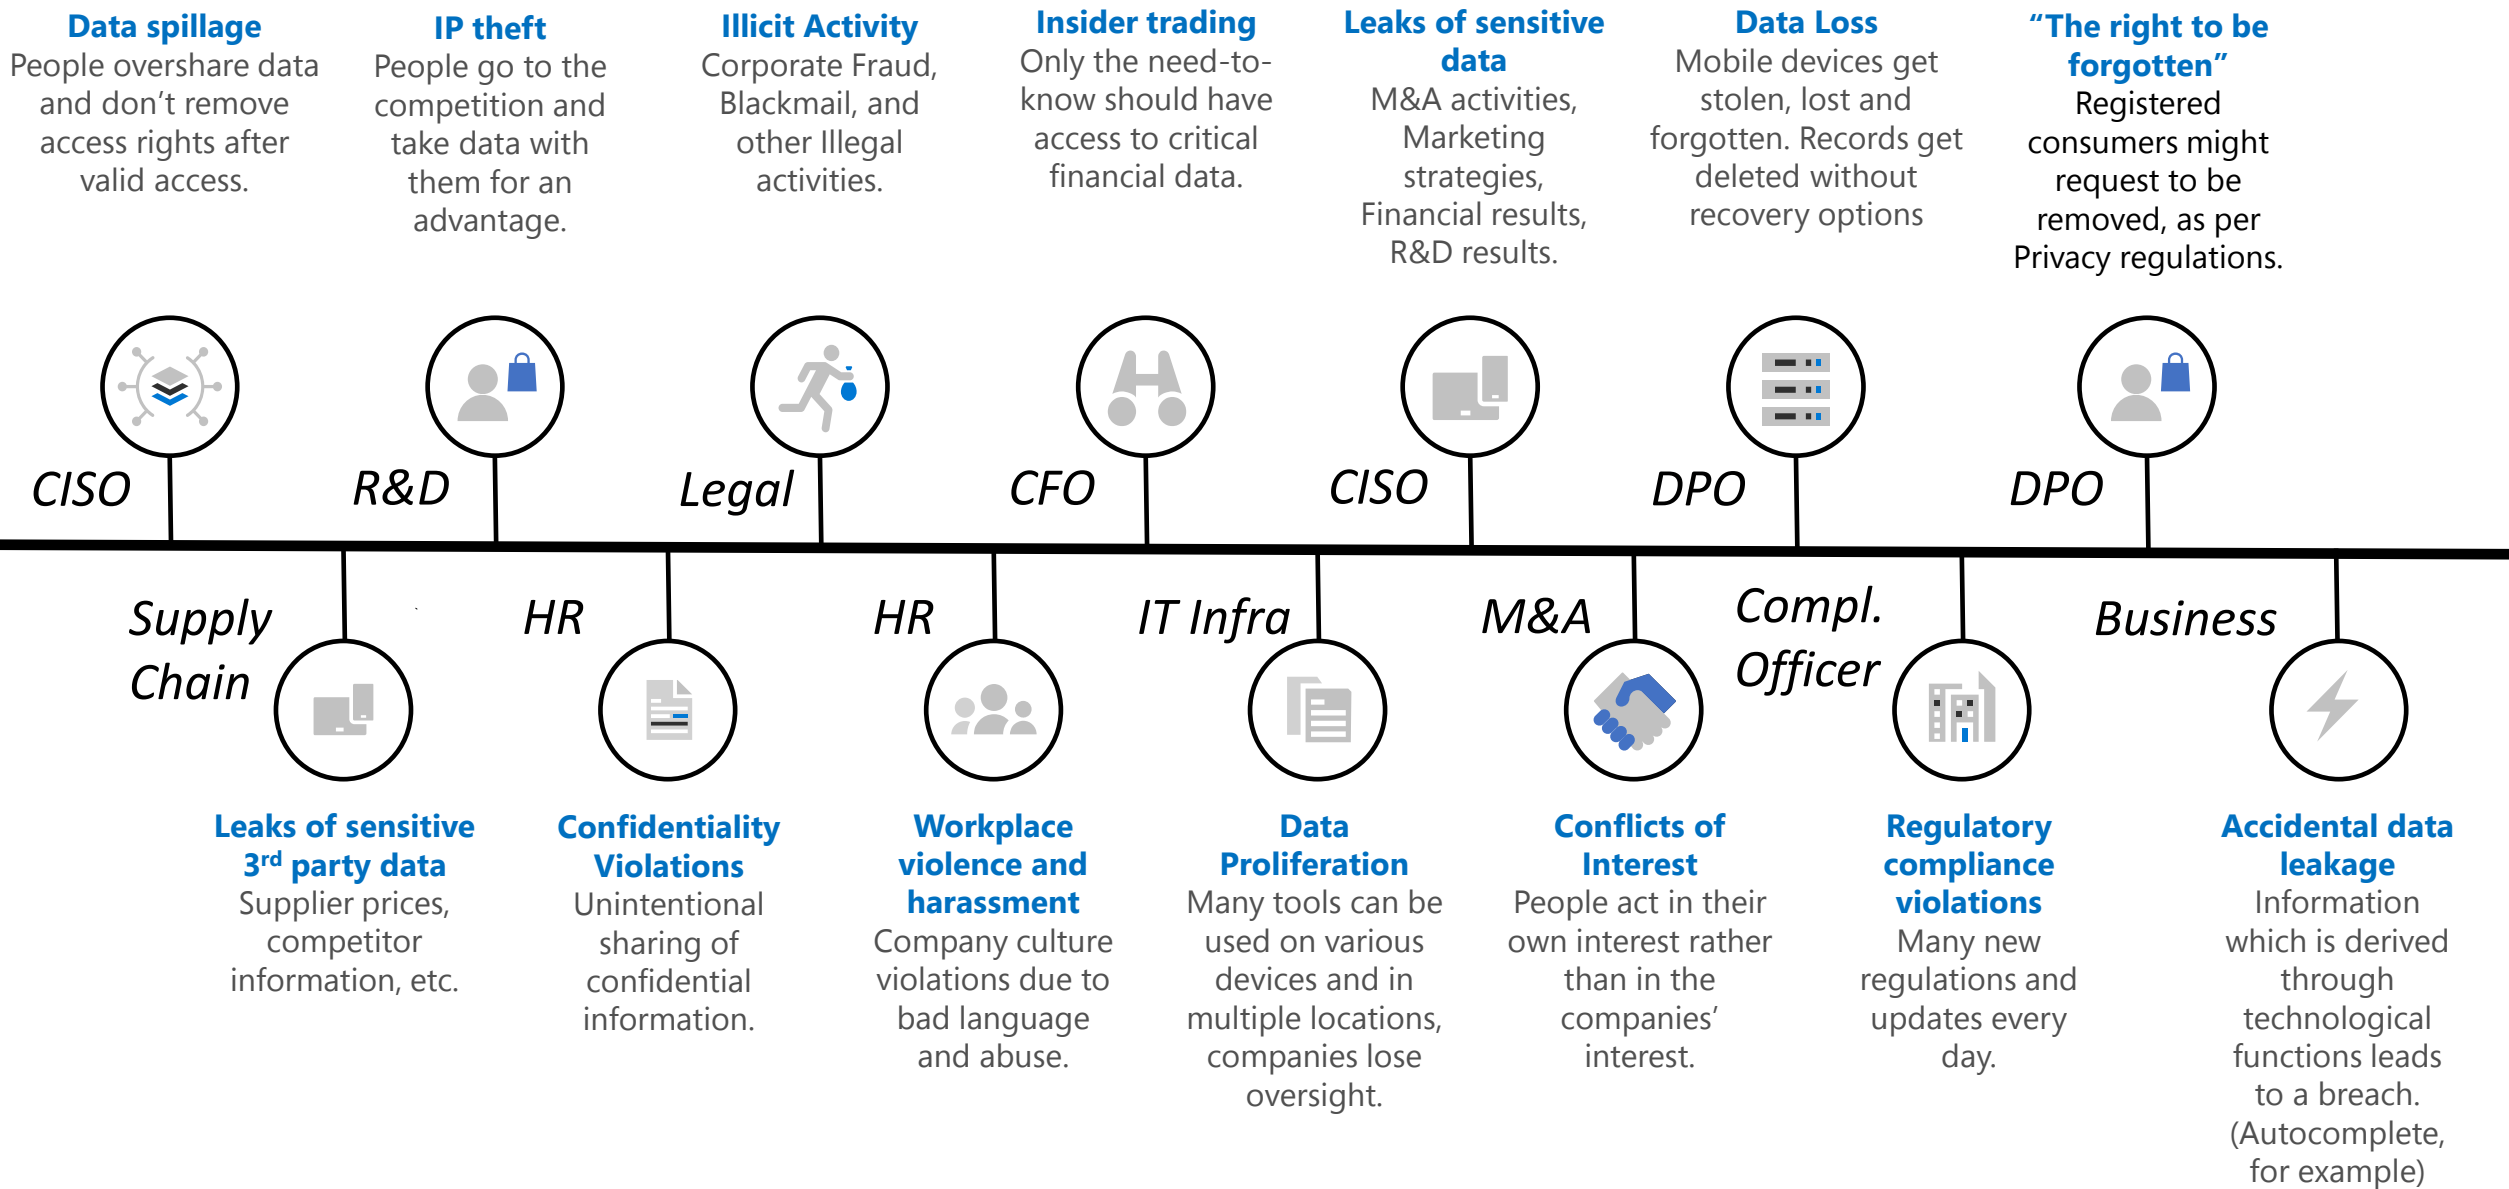 Data spillage
People overshare data
and don’t remove
access rights after
valid access.
IP theft
People go to the
competition and
take data with
them for an
advantage.
Illicit Activity
Corporate Fraud,
Blackmail, and
other Illegal
activities.
Insider trading
Only the need-to-
know should have
access to critical
financial data.
Leaks of sensitive
data
M&A activities,
Marketing
strategies,
Financial results,
R&D results.
Data Loss
Mobile devices get
stolen, lost and
forgotten. Records get
deleted without
recovery options
“The right to be
forgotten”
Registered
consumers might
request to be
removed, as per
Privacy regulations.
CISO
R&D
Legal
CFO
CISO
DPO
DPO
Supply
Chain
HR
HR
IT Infra
M&A
Compl.
Officer
Business
Leaks of sensitive
3rd party data
Supplier prices,
competitor
information, etc.
Confidentiality
Violations
Unintentional
sharing of
confidential
information.
Workplace
violence and
harassment
Company culture
violations due to
bad language
and abuse.
Data
Proliferation
Many tools can be
used on various
devices and in
multiple locations,
companies lose
oversight.
Conflicts of
Interest
People act in their
own interest rather
than in the
companies’
interest.
Regulatory
compliance
violations
Many new
regulations and
updates every
day.
Accidental data
leakage
Information
which is derived
through
technological
functions leads
to a breach.
(Autocomplete,
for example)